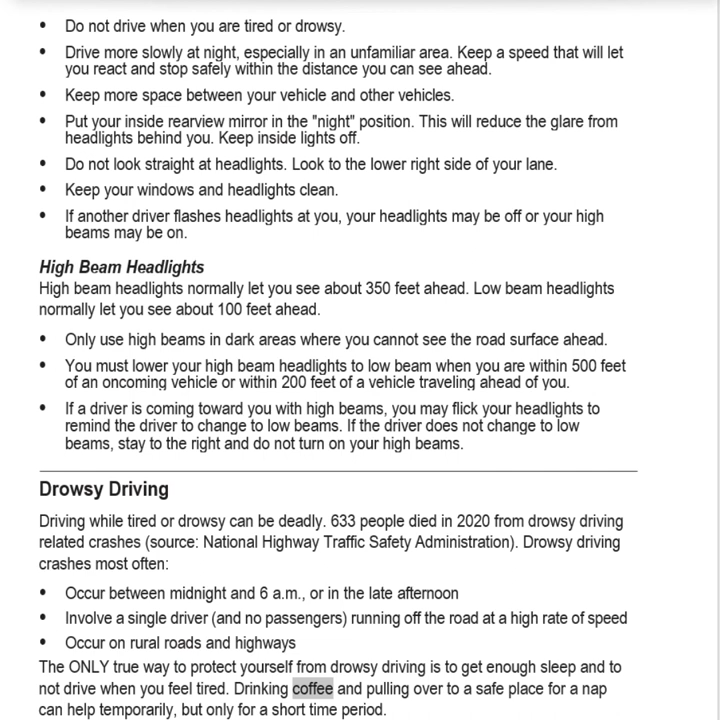 • Do not drive when you are tired or drowsy.
• Drive more slowly at night, especially in an unfamiliar area. Keep a speed that will let
you react and stop safely within the distance you can see ahead.
• Keep more space between your vehicle and other vehicles.
• Put your inside rearview mirror in the "night" position. This will reduce the glare from
headlights behind you. Keep inside lights off.
• Do not look straight at headlights. Look to the lower right side of your lane.
• Keep your windows and headlights clean.
• If another driver flashes headlights at you, your headlights may be off or your high
beams may be on.
High Beam Headlights
High beam headlights normally let you see about 350 feet ahead. Low beam headlights
normally let you see about 100 feet ahead.
• Only use high beams in dark areas where you cannot see the road surface ahead.
• You must lower your high beam headlights to low beam when you are within 500 feet
of an oncoming vehicle or within 200 feet of a vehicle traveling ahead of you.
• If a driver is coming toward you with high beams, you may flick your headlights to
remind the driver to change to low beams. If the driver does not change to low
beams, stay to the right and do not turn on your high beams.
Drowsy Driving
Driving while tired or drowsy can be deadly. 633 people died in 2020 from drowsy driving
related crashes (source: National Highway Traffic Safety Administration). Drowsy driving
crashes most often:
• Occur between midnight and 6 a.m., or in the late afternoon
• Involve a single driver (and no passengers) running off the road at a high rate of speed
• Occur on rural roads and highways
The ONLY true way to protect yourself from drowsy driving is to get enough sleep and to
not drive when you feel tired. Drinking coffee and pulling over to a safe place for a nap
can help temporarily, but only for a short time period.